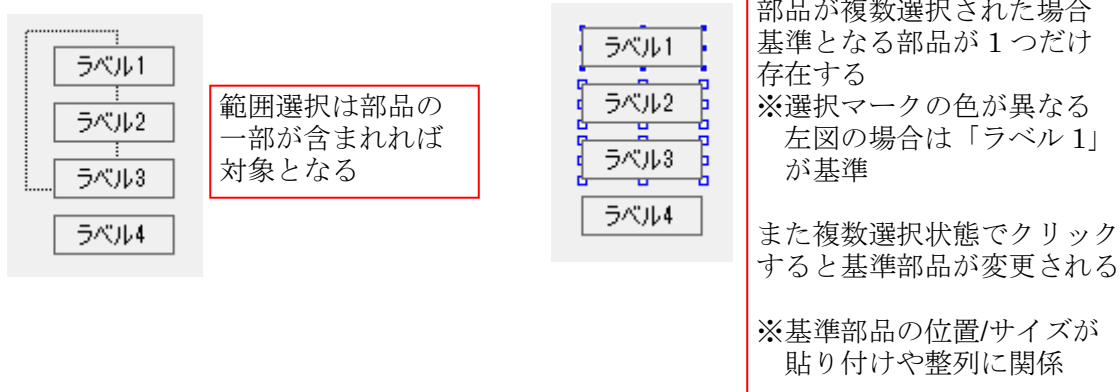 ラベル1
ラベル2
ラベル3
ラベル4
範囲選択は部品の
一部が含まれれば
対象となる
ラベル1
ラベル2
ラベル3
ラベル4
部品が複数選択された場合
基準となる部品が1つだけ
存在する
※選択マークの色が異なる
左図の場合は「ラベル1」
が基準
また複数選択状態でクリック
すると基準部品が変更される
※基準部品の位置/サイズが
貼り付けや整列に関係